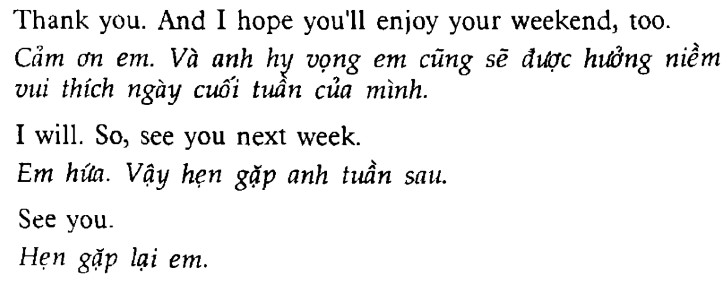 Thank you. And I hope you'll enjoy your weekend, too.
Cảm ơn em. Và anh hy vọng em cũng sẽ được hưởng niềm
vui thích ngày cuối tuần của mình.
I will. So, see you next week.
Em hứa. Vậy hẹn gặp anh tuần sau.
See you.
Hẹn gặp lại em.